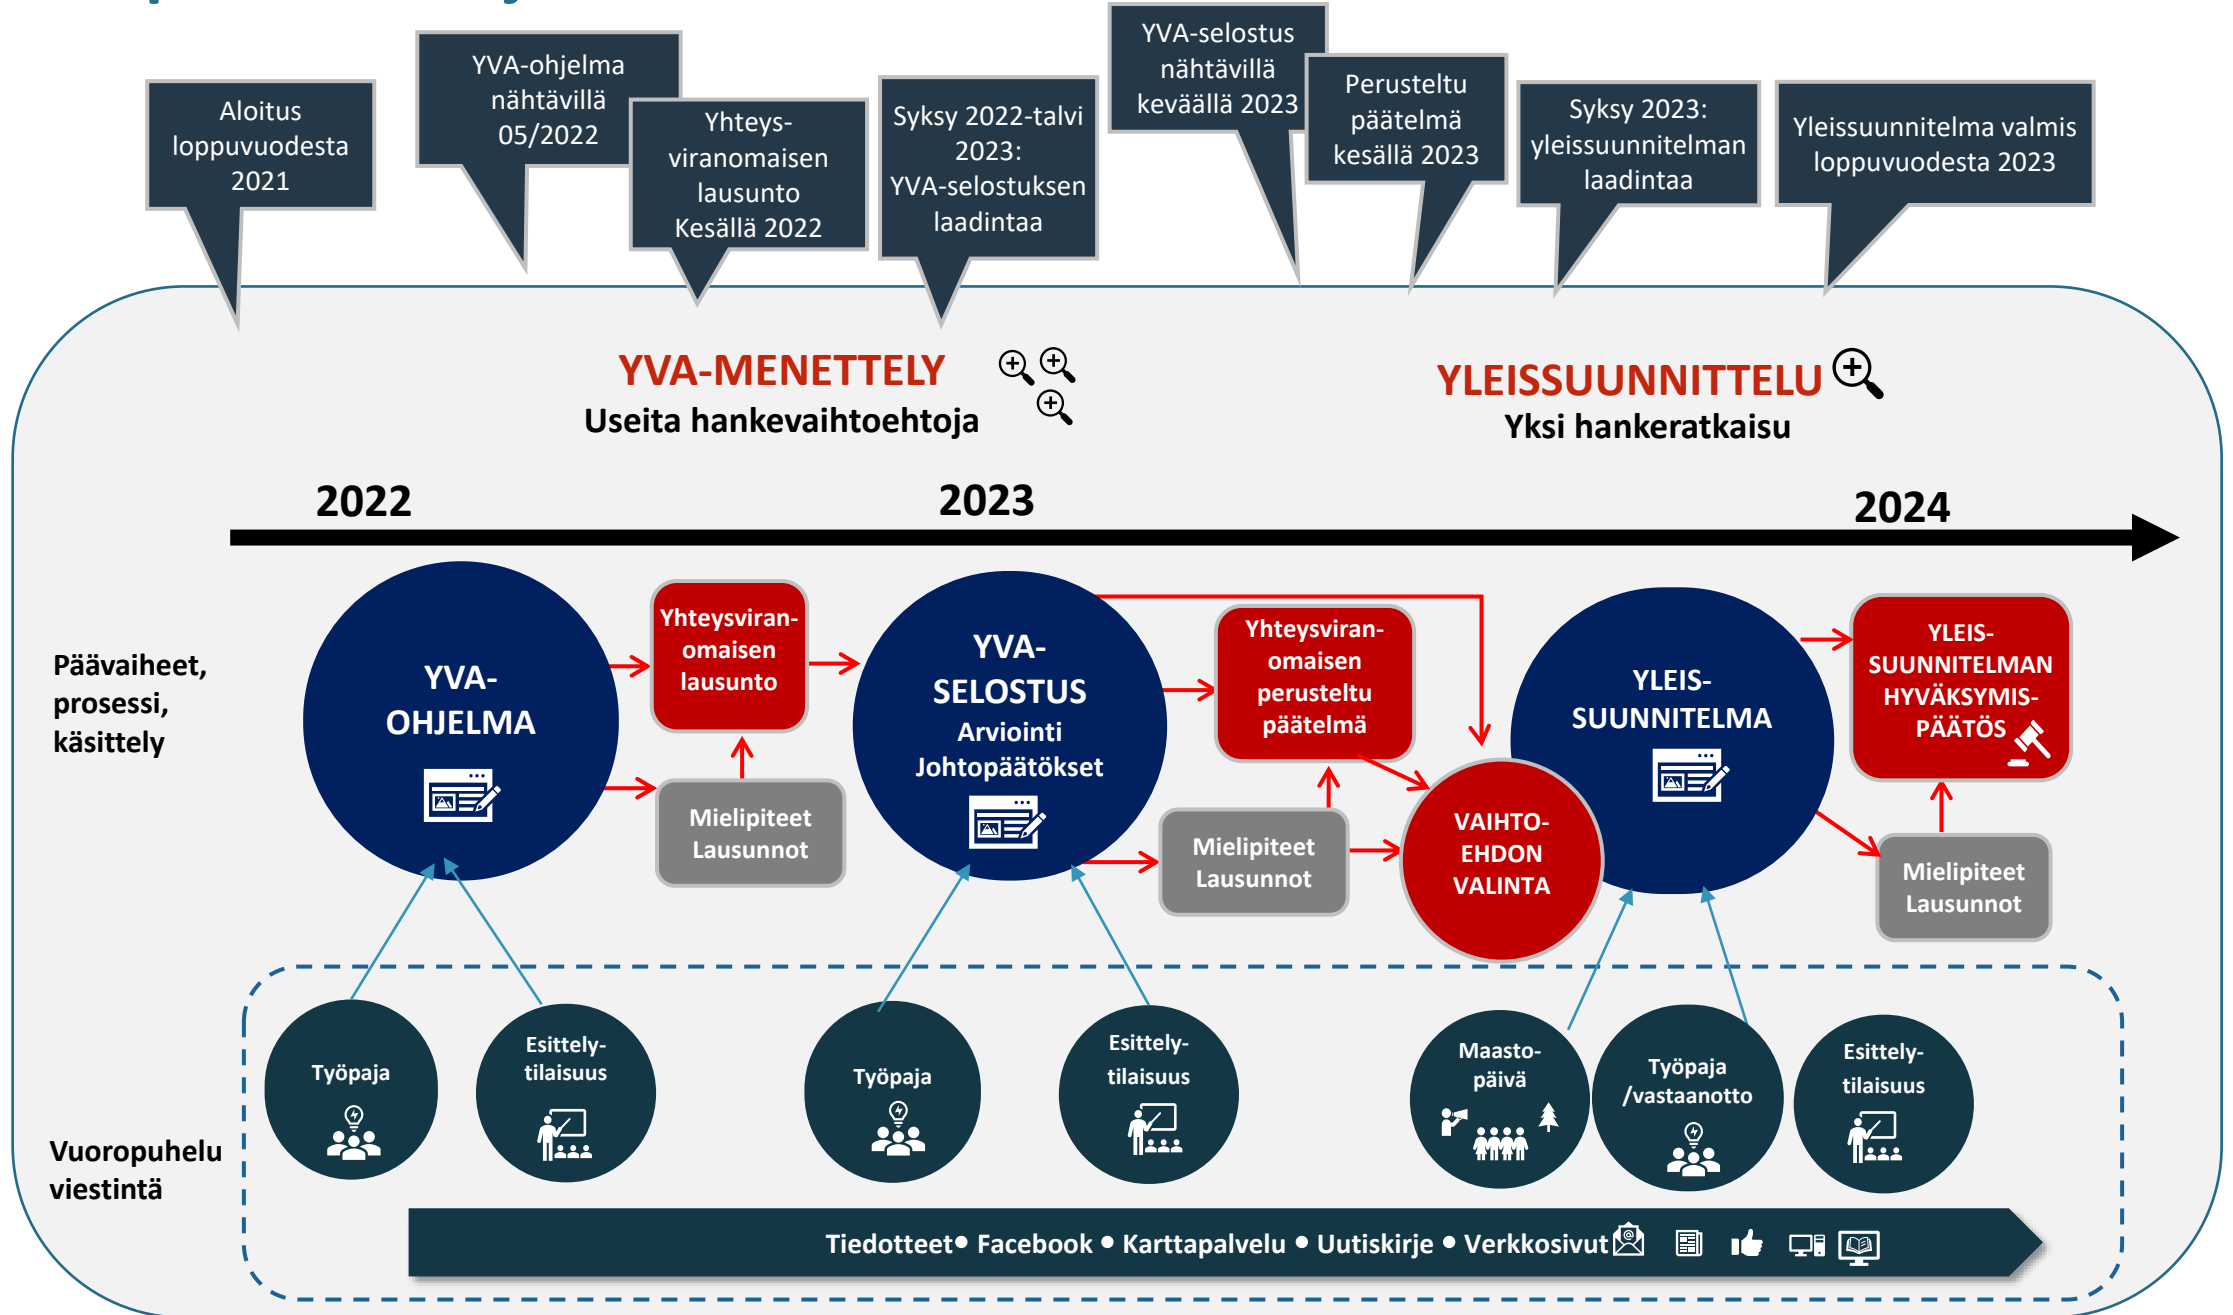 Aloitus
loppuvuodesta
2021
YVA-ohjelma
nähtävillä
05/2022
Yhteys-
viranomaisen
lausunto
Kesällä 2022
Syksy 2022-talvi
2023:
YVA-selostuksen
laadintaa
YVA-selostus
nähtävillä
keväällä 2023
Perusteltu
päätelmä
kesällä 2023
Syksy 2023:
yleissuunnitelman
laadintaa
Yleissuunnitelma valmis
loppuvuodesta 2023
YVA-MENETTELY
Useita hankevaihtoehtoja
YLEISSUUNNITTELU
Yksi hankeratkaisu
2022
2023
2024
Päävaiheet,
prosessi,
käsittely
YVA-
OHJELMA
Yhteysviran-
omaisen
lausunto
Mielipiteet
Lausunnot
YVA-
SELOSTUS
Arviointi
Johtopäätökset
Yhteysviran-
omaisen
perusteltu
päätelmä
Mielipiteet
Lausunnot
VAIHTO-
EHDON
VALINTA
YLEIS-
SUUNNITELMA
YLEIS-
SUUNNITELMAN
HYVÄKSYMIS-
PÄÄTÖS
Mielipiteet
Lausunnot
Vuoropuhelu
viestintä
Työpaja
Esittely-
tilaisuus
Työpaja
Esittely-
tilaisuus
Maasto-
päivä
Työpaja
/vastaanotto
Esittely-
tilaisuus
Tiedotteet• Facebook • Karttapalvelu • Uutiskirje • Verkkosivut